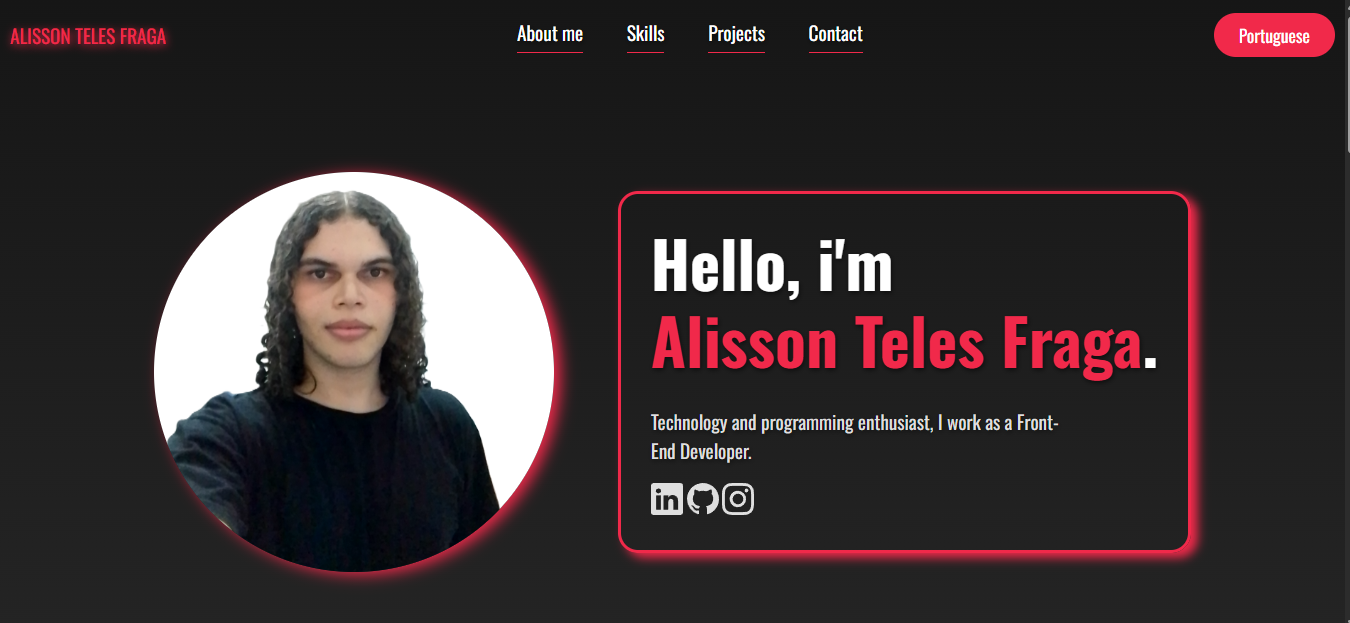 ALISSON TELES FRAGA
About me Skills Projects Contact
Portuguese
Hello, i'm
Alisson Teles Fraga.
Technology and programming enthusiast, I work as a Front-
End Developer.
in